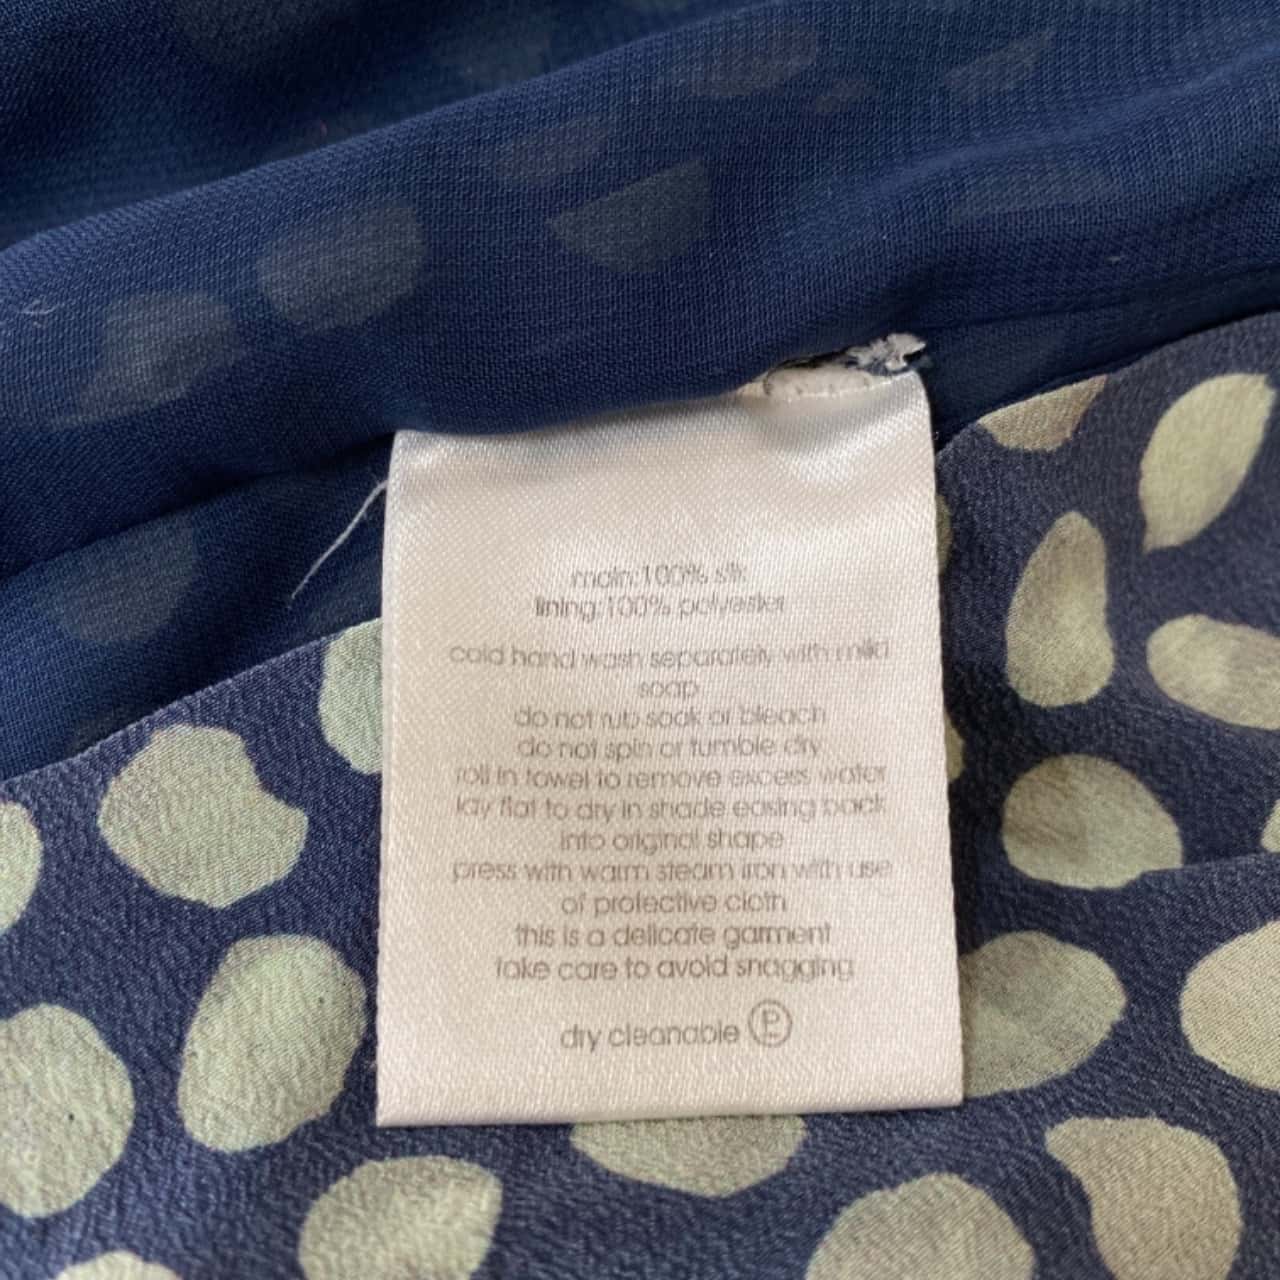 main:100% silk
lining:100% polyester
cold hand wash separately with mild
soap
do not rub soak or bleach
do not spin or tumble dry
roll in towel to remove excess water
lay flat to dry in shade easing back
into original shape
press with warm steam iron with use
of protective cloth
this is a delicate garment
take care to avoid snagging
dry cleanable P